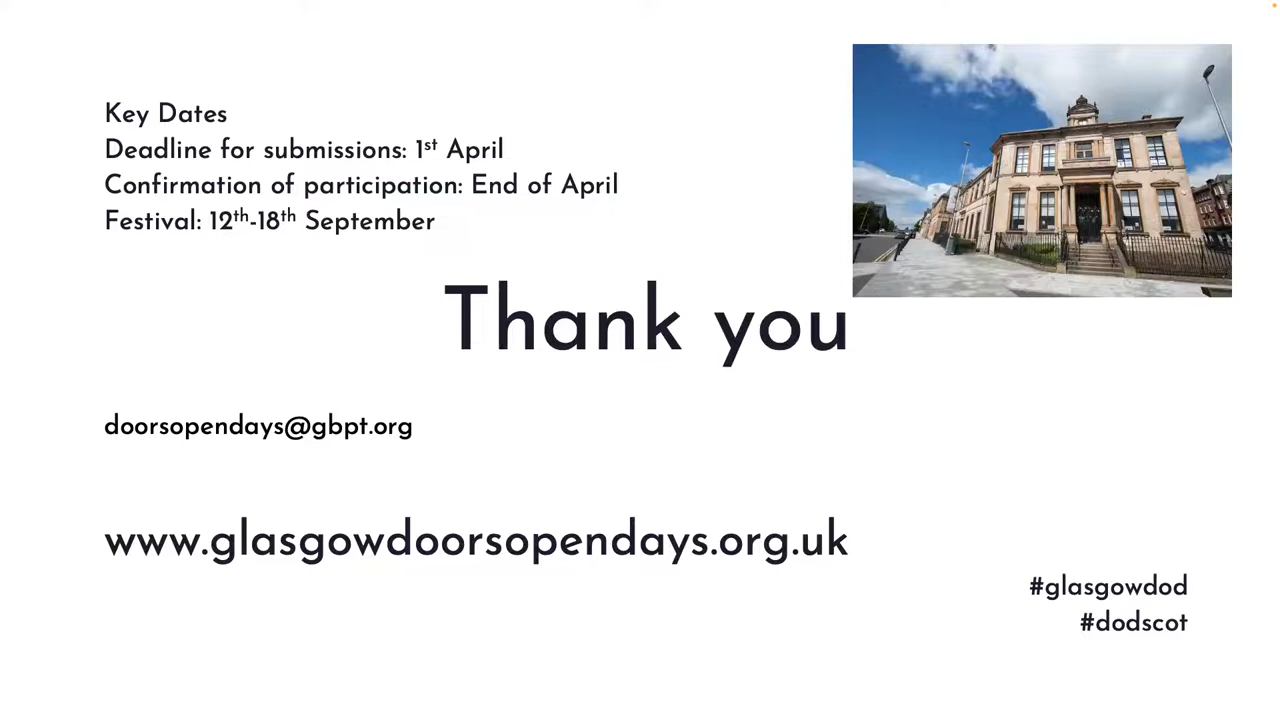 Key Dates
Deadline for submissions: 1st April
Confirmation of participation: End of April
Festival: 12th-18th September
Thank you
doorsopendays@gbpt.org
www.glasgowdoorsopendays.org.uk
#glasgowdod
#dodscot